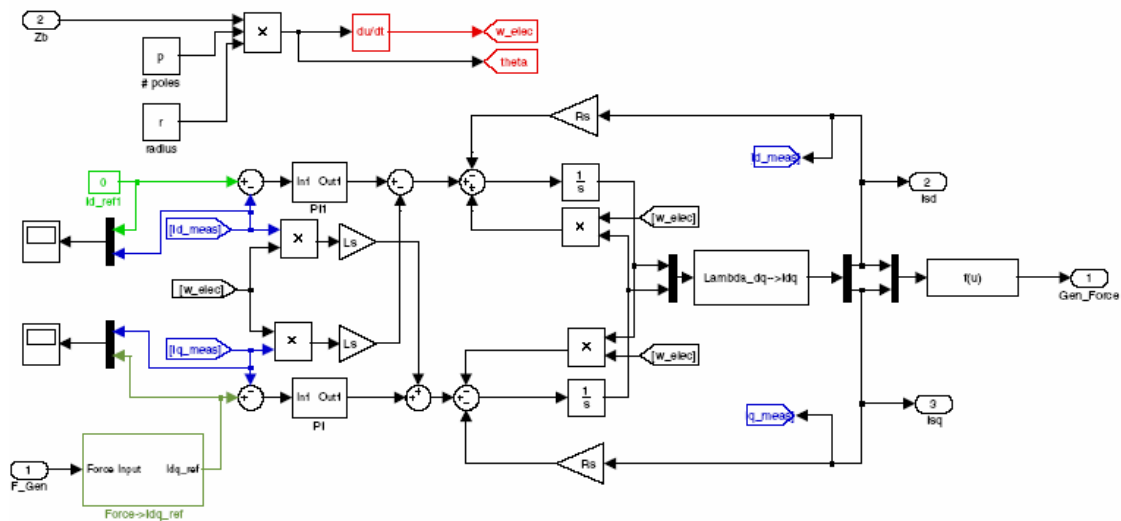 2
Zb
p
# poles
r
radius
×
du/dt
w_elec
theta
Rs
Id_meas]
0
Id_ref1
In1 Out1
PI1
1
s
[w_elec]
×
2
Isd
[Id_meas]
×
Ls
[w_elec]
Lambda_dq-->Idq
f(u)
1
Gen_Force
[Iq_meas]
×
Ls
×
[w_elec]
In1 Out1
PI
1
s
q_meas]
3
Isq
1
F_Gen
Force Input Idq_ref
Force->Idq_ref
Rs